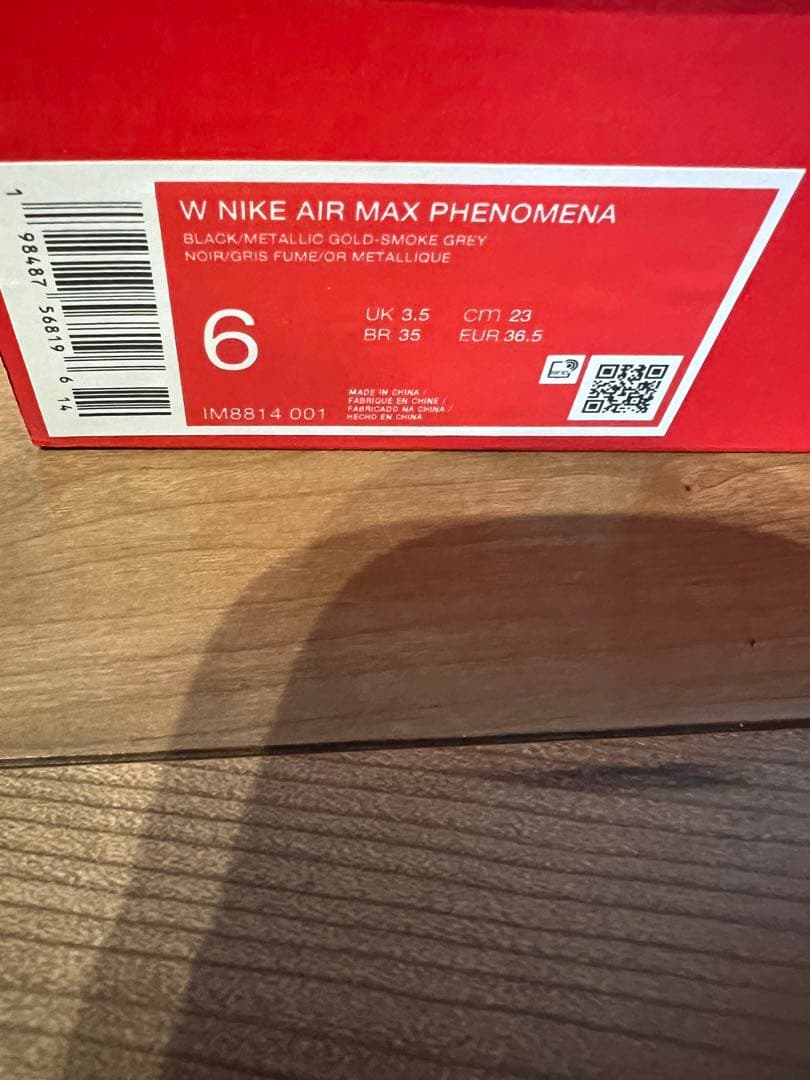 W NIKE AIR MAX PHENOMENA
BLACK/METALLIC GOLD-SMOKE GREY
NOIR/GRIS FUME/OR METALLIQUE
6
UK 3.5 cm 23
BR 35 EUR 36.5
IM8814 001
MADE IN CHINA /
FABRIQUE EN CHINE /
FABRICADO NA CHINA /
HECHO EN CHINA
1 98487 56819 6 14